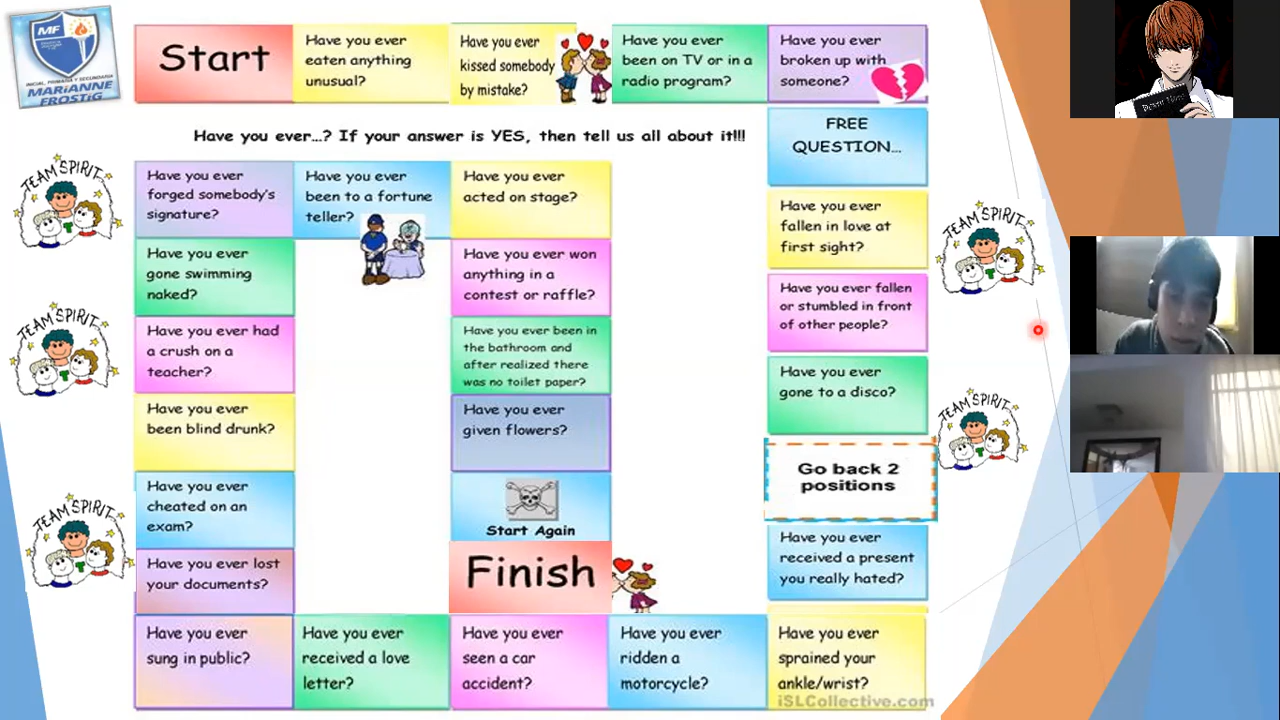 MF
INICIAL, PRIMARIA Y SECUNDARIA
MARiANNE
FROSTiG
Start
Have you ever
eaten anything
unusual?
Have you ever
kissed somebody
by mistake?
Have you ever
been on TV or in a
radio program?
Have you ever
broken up with
someone?
Have you ever…? If your answer is YES, then tell us all about it!!!
FREE
QUESTION…
Have you ever
fallen in love at
first sight?
Have you ever fallen
or stumbled in front
of other people?
Have you ever
gone to a disco?
Go back 2
positions
Have you ever
received a present
you really hated?
Have you ever
sprained your
ankle/wrist?
Have you ever
ridden a
motorcycle?
Have you ever
seen a car
accident?
Have you ever
received a love
letter?
Have you ever
sung in public?
Have you ever lost
your documents?
Have you ever
cheated on an
exam?
Have you ever
been blind drunk?
Have you ever had
a crush on a
teacher?
Have you ever
gone swimming
naked?
Have you ever
forged somebody's
signature?
Have you ever
been to a fortune
teller?
Have you ever
acted on stage?
Have you ever won
anything in a
contest or raffle?
Have you ever been in
the bathroom and
after realized there
was no toilet paper?
Have you ever
given flowers?
Start Again
Finish
TEAM SPIRIT
T
TEAM SPIRIT
T
TEAM SPIRIT
T
TEAM SPIRIT
T
TEAM SPIRIT
T
iSLCollective.com
Death Note